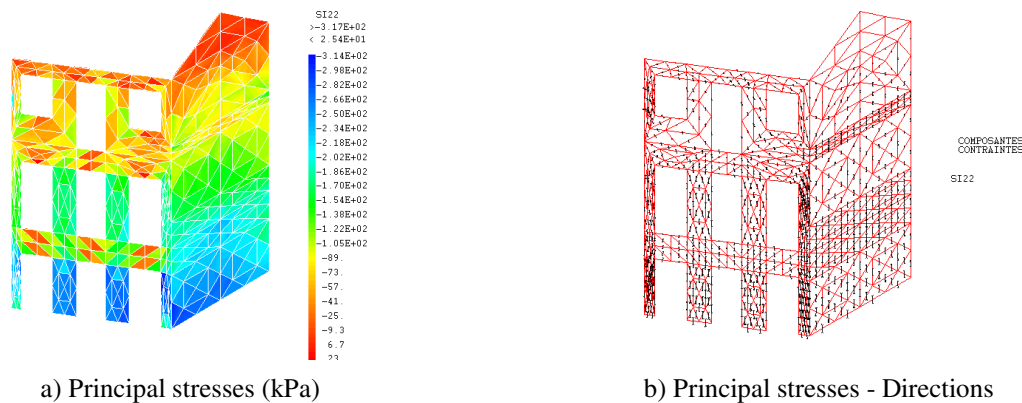 SI22
>-3.17E+02
< 2.54E+01
-3.14E+02
-2.98E+02
-2.82E+02
-2.66E+02
-2.50E+02
-2.34E+02
-2.18E+02
-2.02E+02
-1.86E+02
-1.70E+02
-1.54E+02
-1.38E+02
-1.22E+02
-1.05E+02
-89.
-73.
-57.
-41.
-25.
-9.3
6.7
23.
COMPOSANTES
CONTRAINTES
SI22
a) Principal stresses (kPa)
b) Principal stresses - Directions